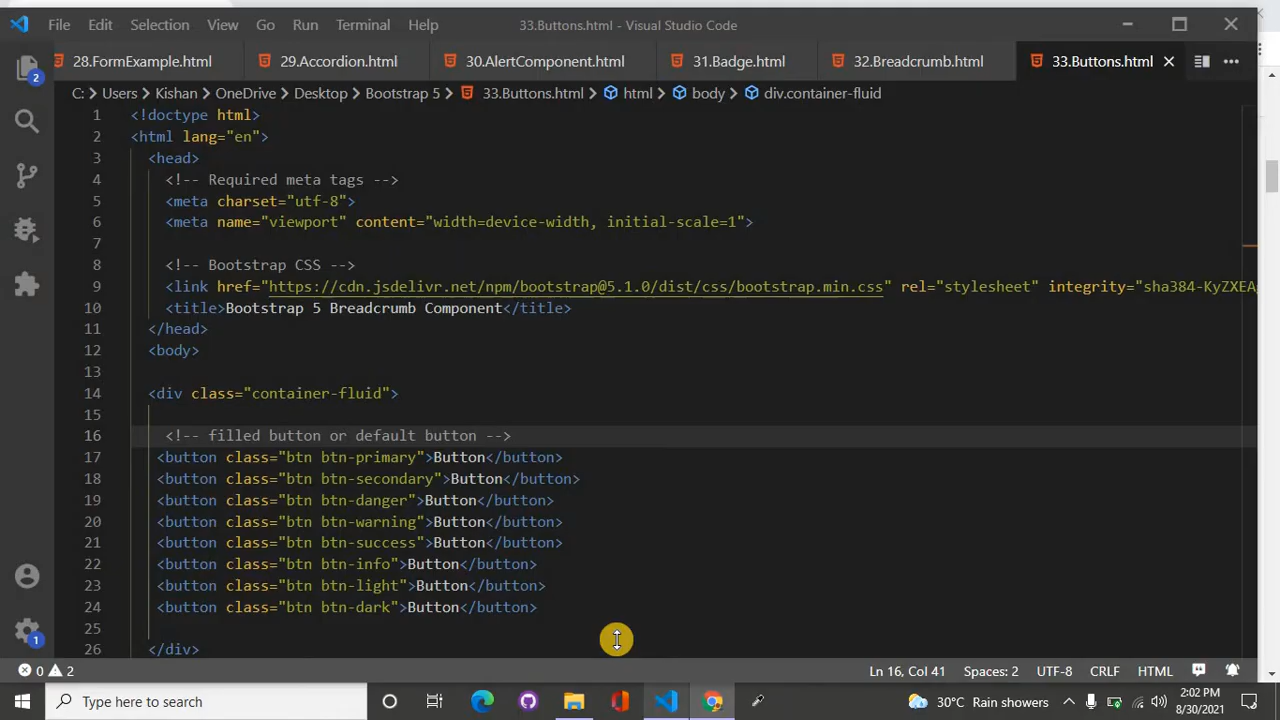 File Edit Selection View Go Run Terminal Help 33.Buttons.html - Visual Studio Code
28.FormExample.html 29.Accordion.html 30.AlertComponent.html 31.Badge.html 32.Breadcrumb.html 33.Buttons.html
C: > Users > Kishan > OneDrive > Desktop > Bootstrap 5 > 33.Buttons.html > html > body > div.container-fluid
1 <!doctype html>
2 <html lang="en">
3 <head>
4 <!-- Required meta tags -->
5 <meta charset="utf-8">
6 <meta name="viewport" content="width=device-width, initial-scale=1">
7
8 <!-- Bootstrap CSS -->
9 <link href="https://cdn.jsdelivr.net/npm/bootstrap@5.1.0/dist/css/bootstrap.min.css" rel="stylesheet" integrity="sha384-KyZXEA
10 <title>Bootstrap 5 Breadcrumb Component</title>
11 </head>
12 <body>
13
14 <div class="container-fluid">
15
16 <!-- filled button or default button -->
17 <button class="btn btn-primary">Button</button>
18 <button class="btn btn-secondary">Button</button>
19 <button class="btn btn-danger">Button</button>
20 <button class="btn btn-warning">Button</button>
21 <button class="btn btn-success">Button</button>
22 <button class="btn btn-info">Button</button>
23 <button class="btn btn-light">Button</button>
24 <button class="btn btn-dark">Button</button>
25
26 </div>
2
1
0 2 Ln 16, Col 41 Spaces: 2 UTF-8 CRLF HTML
Type here to search 30°C Rain showers 2:02 PM
8/30/2021